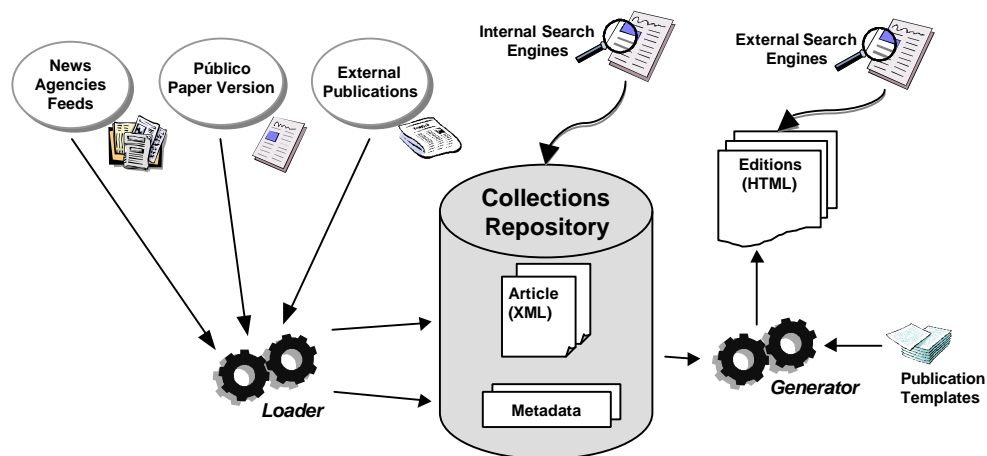 News
Agencies
Feeds
Público
Paper Version
External
Publications
Internal Search
Engines
External Search
Engines
Editions
(HTML)
Collections
Repository
Article
(XML)
Metadata
Loader
Generator
Publication
Templates